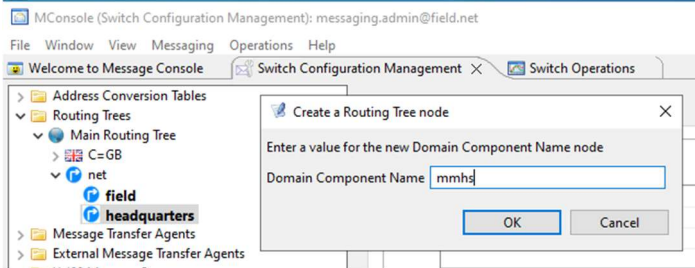 MConsole (Switch Configuration Management): messaging.admin@field.net
File Window View Messaging Operations Help
Welcome to Message Console Switch Configuration Management Switch Operations
Address Conversion Tables
Routing Trees
Main Routing Tree
C=GB
net
field
headquarters
Message Transfer Agents
External Message Transfer Agents
Create a Routing Tree node
Enter a value for the new Domain Component Name node
Domain Component Name mmhs
OK Cancel